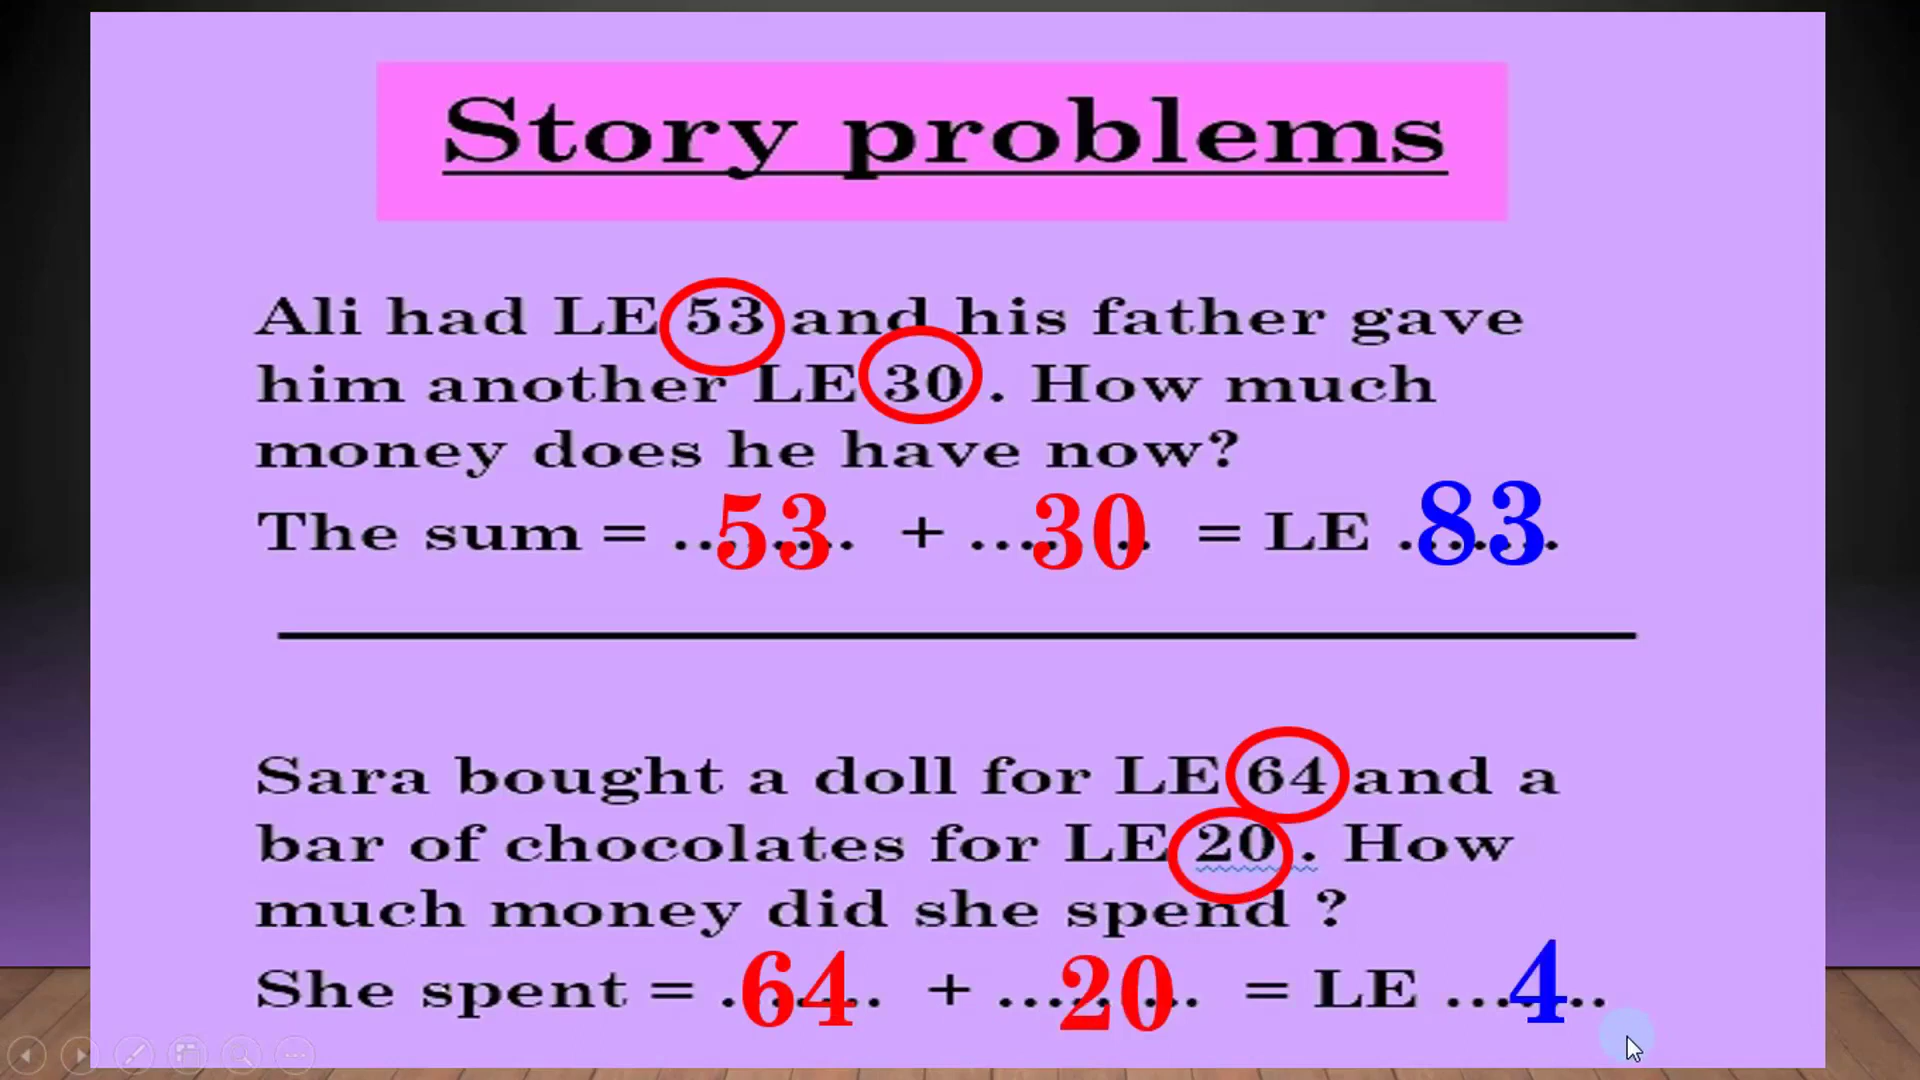 Story problems
Ali had LE 53 and his father gave
him another LE 30 . How much
money does he have now?
The sum = ..53.. + ...30.. = LE .83.
Sara bought a doll for LE 64 and a
bar of chocolates for LE 20 . How
much money did she spend ?
She spent = .64.. + ...20.. = LE ...4..